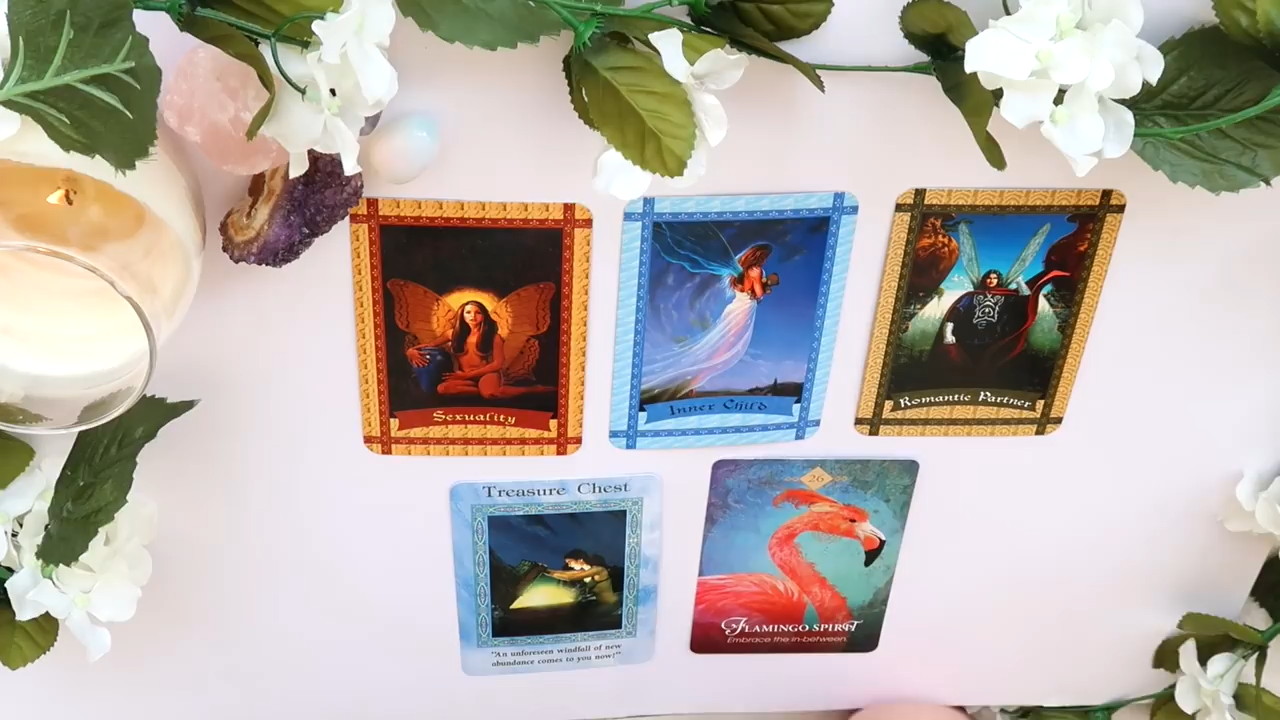 Sexuality
Inner Child
Romantic Partner
Treasure Chest
"An unforeseen windfall of new
abundance comes to you now!"
26
Flamingo Spirit
Embrace the in-between.